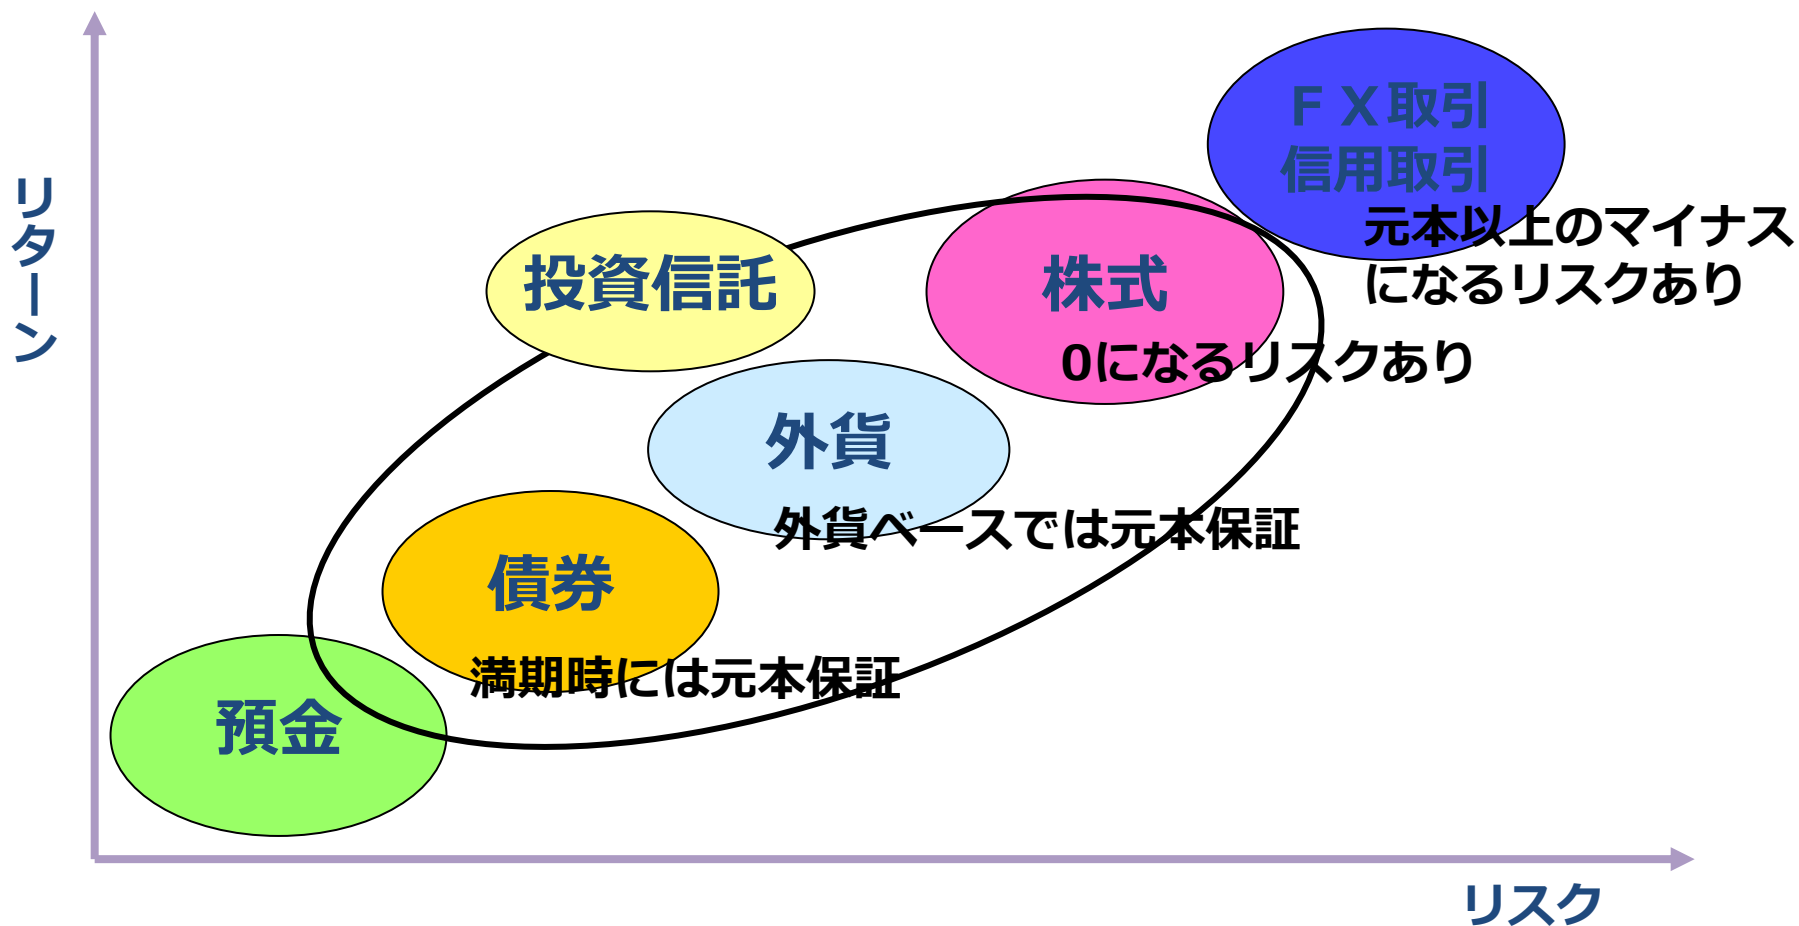 リターン
ＦＸ取引
信用取引
元本以上のマイナス
になるリスクあり
投資信託
株式
0になるリスクあり
外貨
外貨ベースでは元本保証
債券
満期時には元本保証
預金
リスク